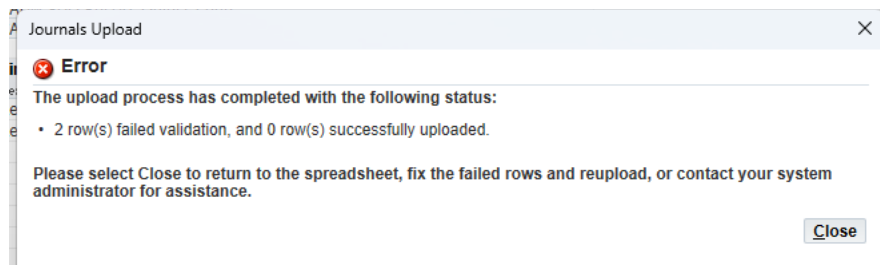 Journals Upload
Error
The upload process has completed with the following status:
• 2 row(s) failed validation, and 0 row(s) successfully uploaded.
Please select Close to return to the spreadsheet, fix the failed rows and reupload, or contact your system
administrator for assistance.
Close